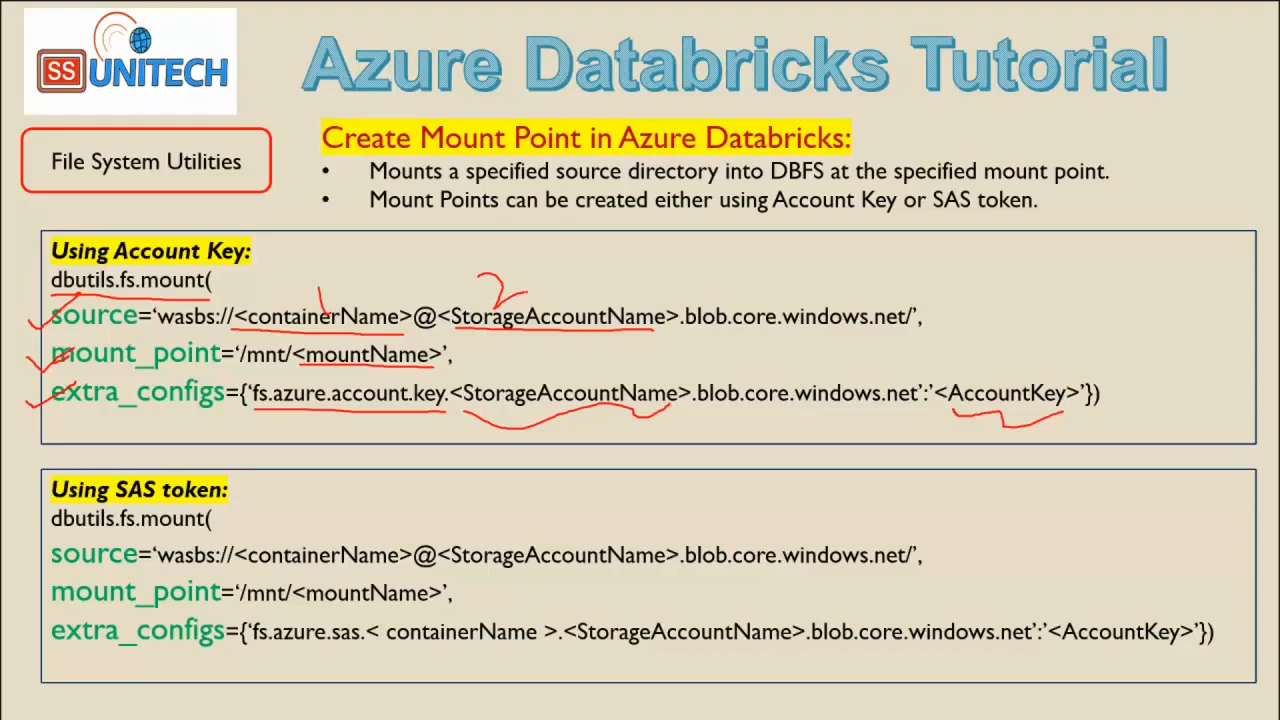 SS UNITECH
Azure Databricks Tutorial
File System Utilities
Create Mount Point in Azure Databricks:
• Mounts a specified source directory into DBFS at the specified mount point.
• Mount Points can be created either using Account Key or SAS token.
Using Account Key:
dbutils.fs.mount(
1 2
source=‘wasbs://<containerName>@<StorageAccountName>.blob.core.windows.net/’,
mount_point=‘/mnt/<mountName>’,
extra_configs={‘fs.azure.account.key.<StorageAccountName>.blob.core.windows.net’:’<AccountKey>’})
Using SAS token:
dbutils.fs.mount(
source=‘wasbs://<containerName>@<StorageAccountName>.blob.core.windows.net/’,
mount_point=‘/mnt/<mountName>’,
extra_configs={‘fs.azure.sas.< containerName >.<StorageAccountName>.blob.core.windows.net’:’<AccountKey>’})